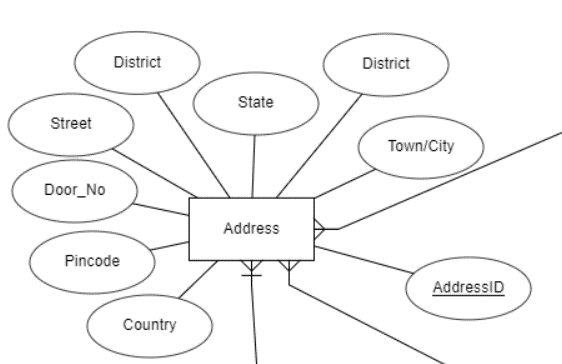 District
District
State
Street
Town/City
Door_No
Address
Pincode
AddressID
Country